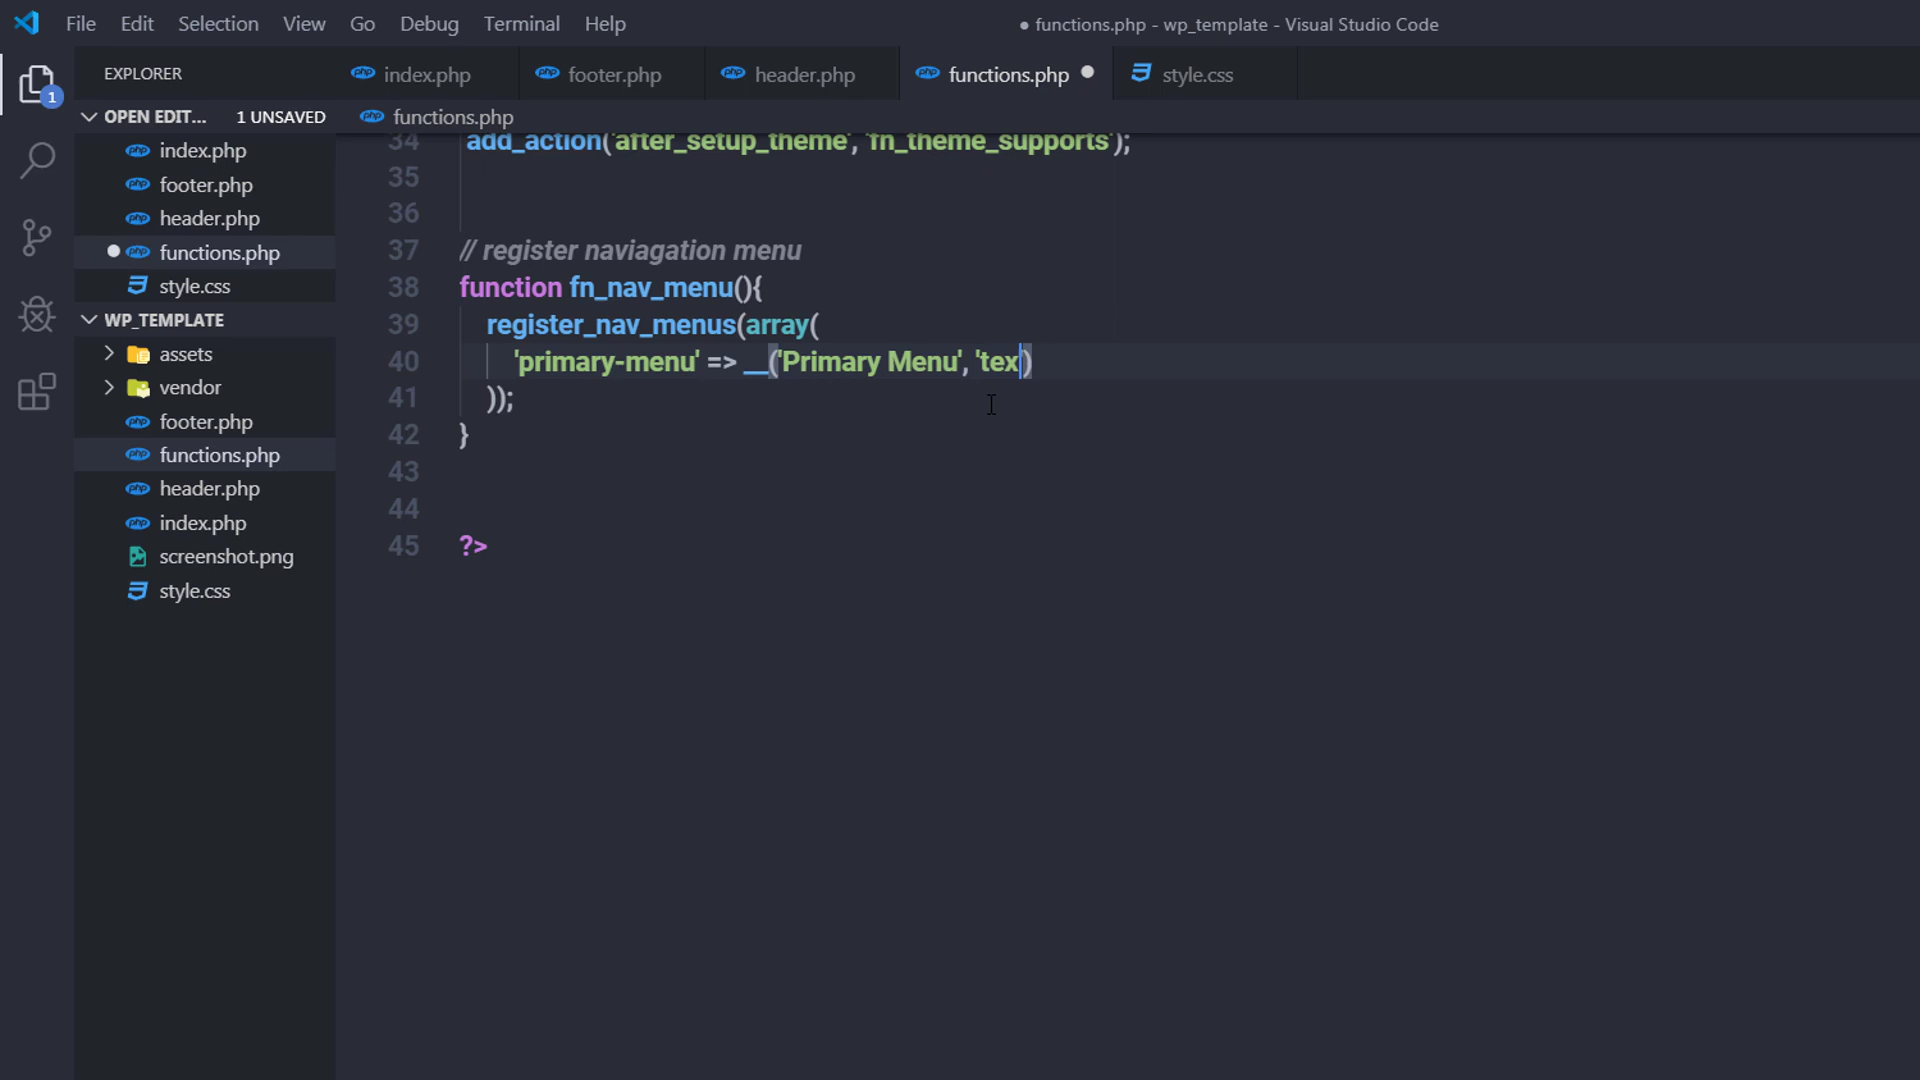 File Edit Selection View Go Debug Terminal Help
● functions.php - wp_template - Visual Studio Code
EXPLORER
index.php footer.php header.php functions.php style.css
OPEN EDIT... 1 UNSAVED
functions.php
index.php
footer.php
header.php
functions.php
style.css
WP_TEMPLATE
assets
vendor
footer.php
functions.php
header.php
index.php
screenshot.png
style.css
1
34 add_action('after_setup_theme', 'fn_theme_supports');
35
36
37 // register naviagation menu
38 function fn_nav_menu(){
39 register_nav_menus(array(
40 'primary-menu' => __('Primary Menu', 'tex')
41 ));
42 }
43
44
45 ?>